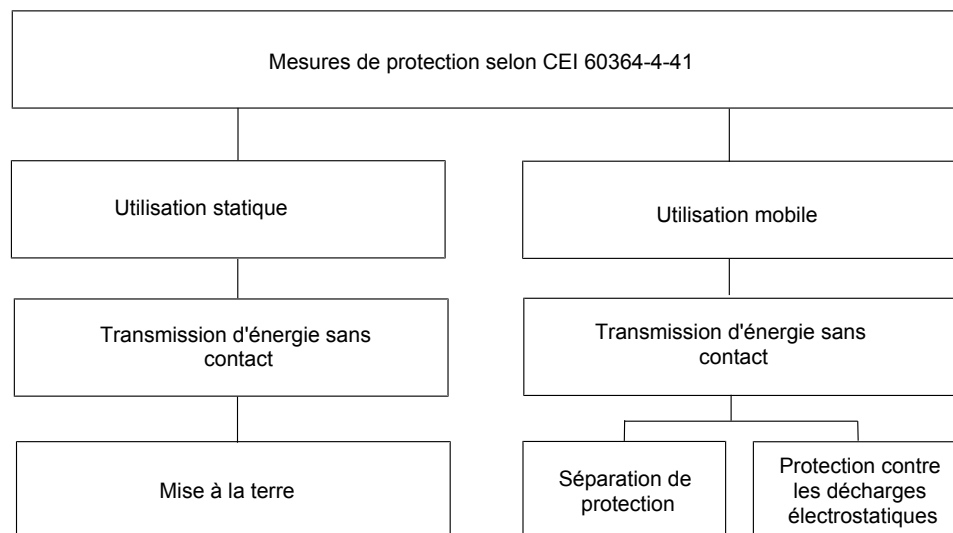 Mesures de protection selon CEI 60364-4-41
Utilisation statique
Utilisation mobile
Transmission d'énergie sans
contact
Transmission d'énergie sans
contact
Mise à la terre
Séparation de
protection
Protection contre
les décharges
électrostatiques